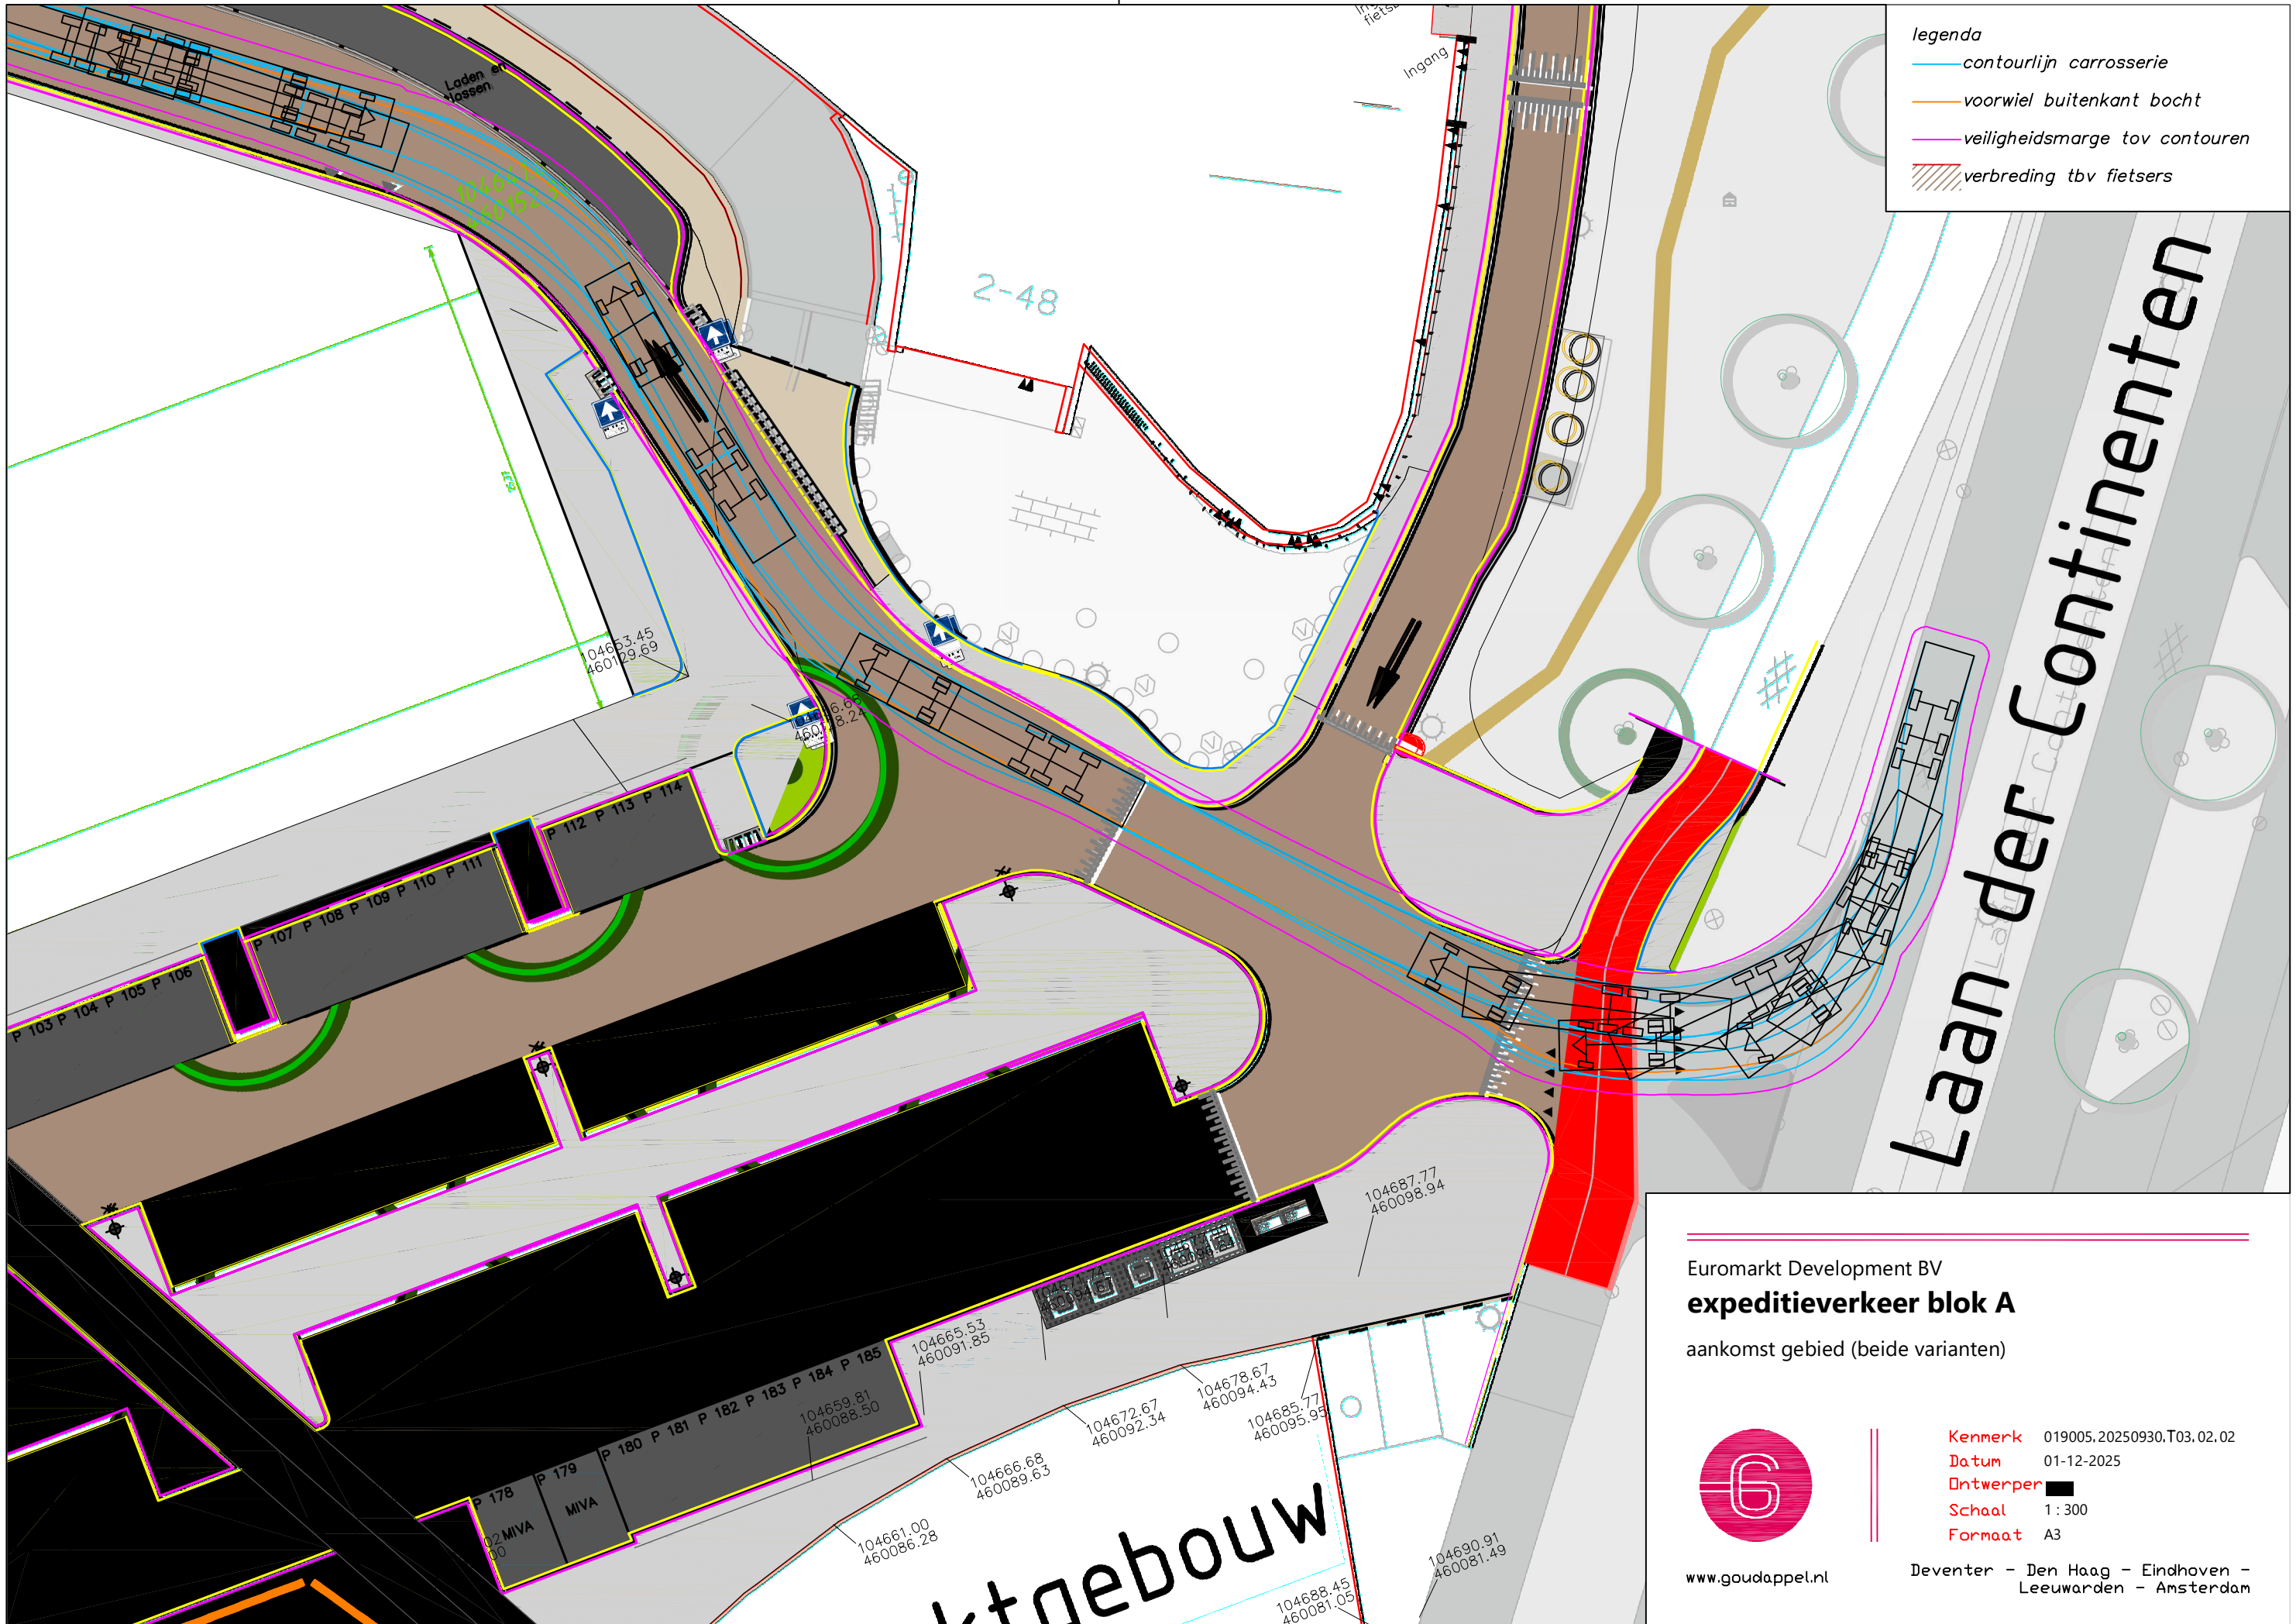 legenda
contourlijn carrosserie
voorwiel buitenkant bocht
veiligheidsmarge tov contouren
verbreding tbv fietsers
Laden en
lossen
Ingang
2-48
Laan der Continenten
104653.45
460129.69
P 112 P 113 P 114
P 107 P 108 P 109 P 110 P 111
P 103 P 104 P 105 P 106
104687.77
460098.94
104665.53
460091.85
104659.81
460088.50
104678.67
460094.43
104672.67
460092.34
104685.77
460095.95
104666.68
460089.63
104661.00
460086.28
104690.91
460081.49
104688.45
460081.05
P 180 P 181 P 182 P 183 P 184 P 185
P 179
MIVA
P 178
MIVA
ktgebouw
Euromarkt Development BV
expeditieverkeer blok A
aankomst gebied (beide varianten)
Kenmerk 019005.20250930.T03.02.02
Datum 01-12-2025
Ontwerper
Schaal 1 : 300
Formaat A3
www.goudappel.nl
Deventer - Den Haag - Eindhoven -
Leeuwarden - Amsterdam